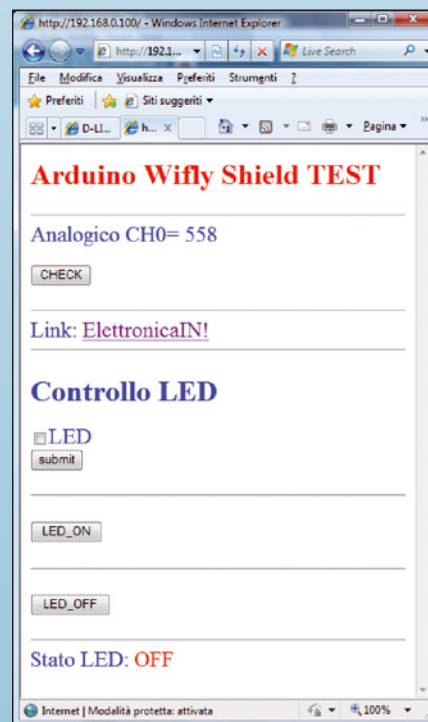 http://192.168.0.100/ - Windows Internet Explorer
http://192.1... Live Search
File Modifica Visualizza Preferiti Strumenti ?
Preferiti Siti suggeriti
D-LI... h... Pagina
Arduino Wifly Shield TEST
Analogico CH0= 558
CHECK
Link: ElettronicaIN!
Controllo LED
LED
submit
LED_ON
LED_OFF
Stato LED: OFF
Internet | Modalità protetta: attivata 100%